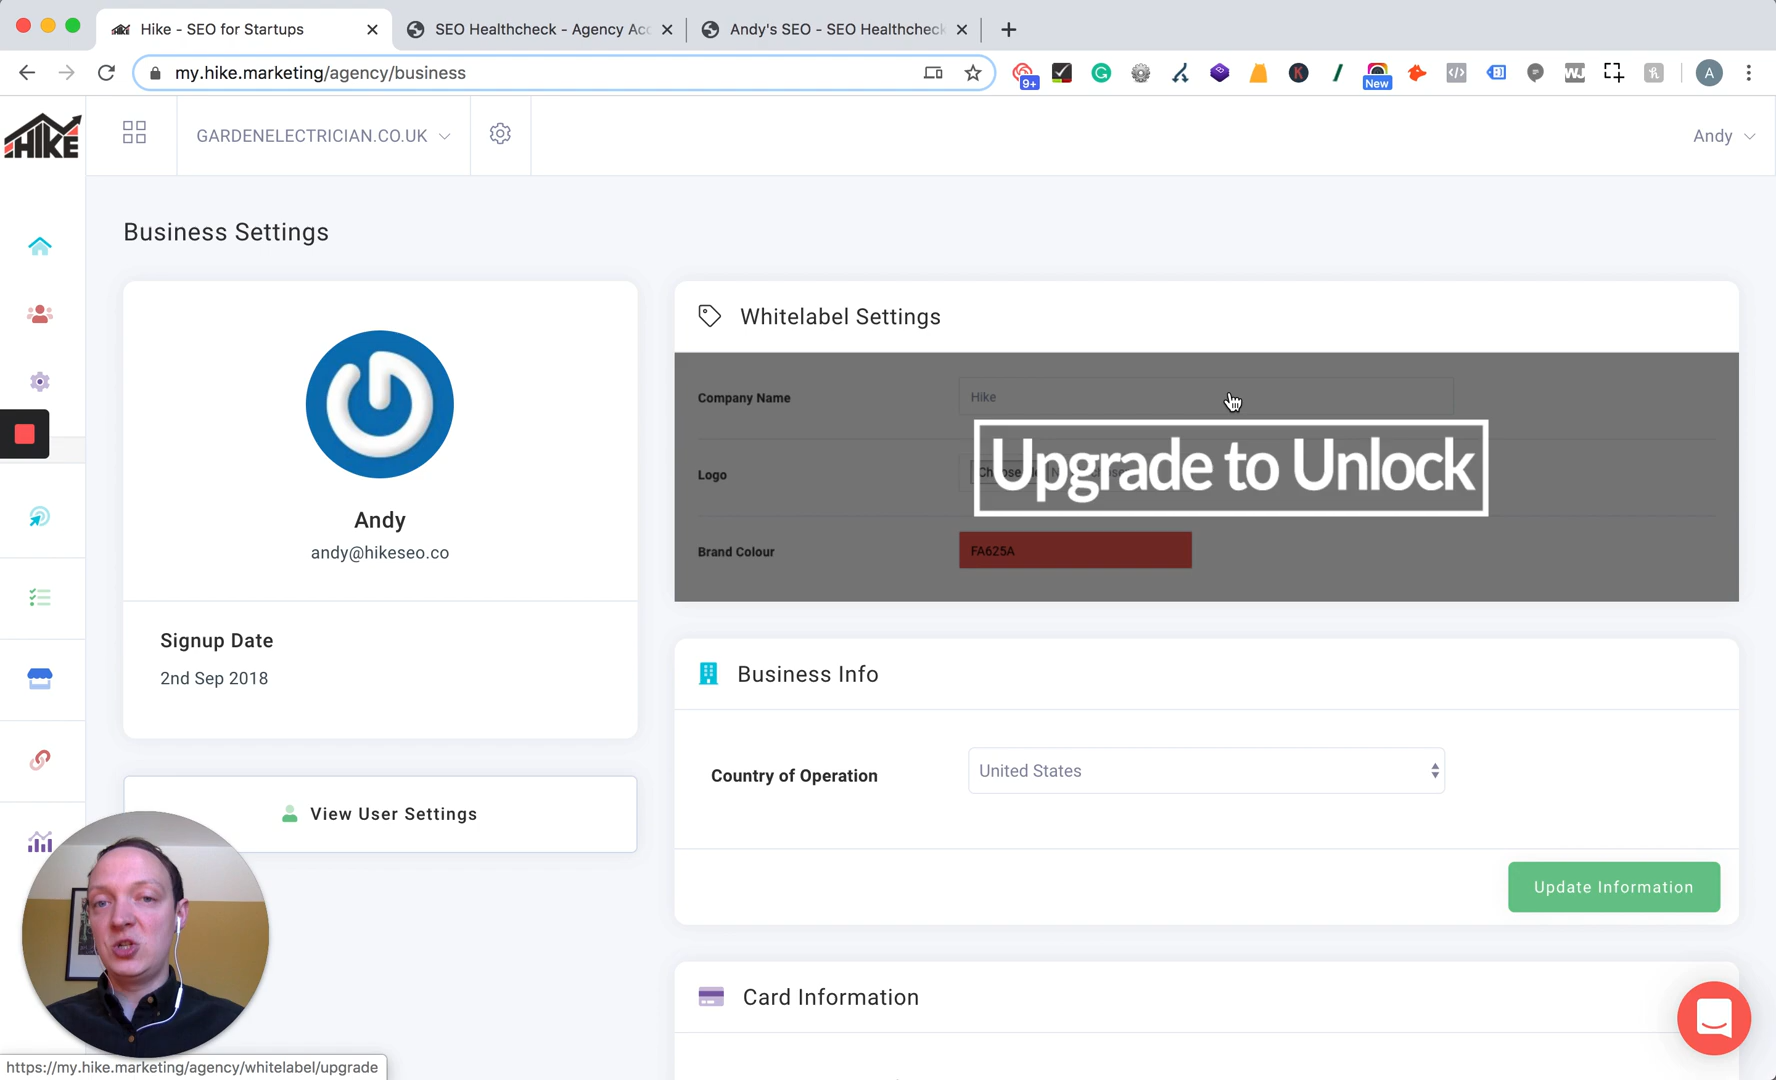 Hike - SEO for Startups
SEO Healthcheck - Agency Acc
Andy's SEO - SEO Healthcheck
my.hike.marketing/agency/business
9+
New
A
HIKE
GARDENELECTRICIAN.CO.UK
Andy
Business Settings
Andy
andy@hikeseo.co
Signup Date
2nd Sep 2018
View User Settings
Whitelabel Settings
Company Name
Hike
Upgrade to Unlock
Logo
Brand Colour
FA625A
Business Info
Country of Operation
United States
Update Information
Card Information
https://my.hike.marketing/agency/whitelabel/upgrade